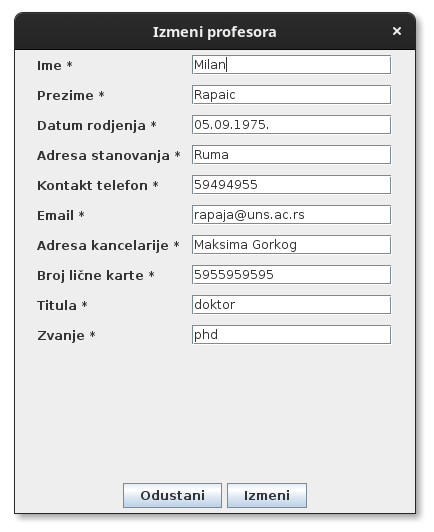 Izmeni profesora ×
Ime * Milan
Prezime * Rapaic
Datum rodjenja * 05.09.1975.
Adresa stanovanja * Ruma
Kontakt telefon * 59494955
Email * rapaja@uns.ac.rs
Adresa kancelarije * Maksima Gorkog
Broj lične karte * 5955959595
Titula * doktor
Zvanje * phd
Odustani Izmeni